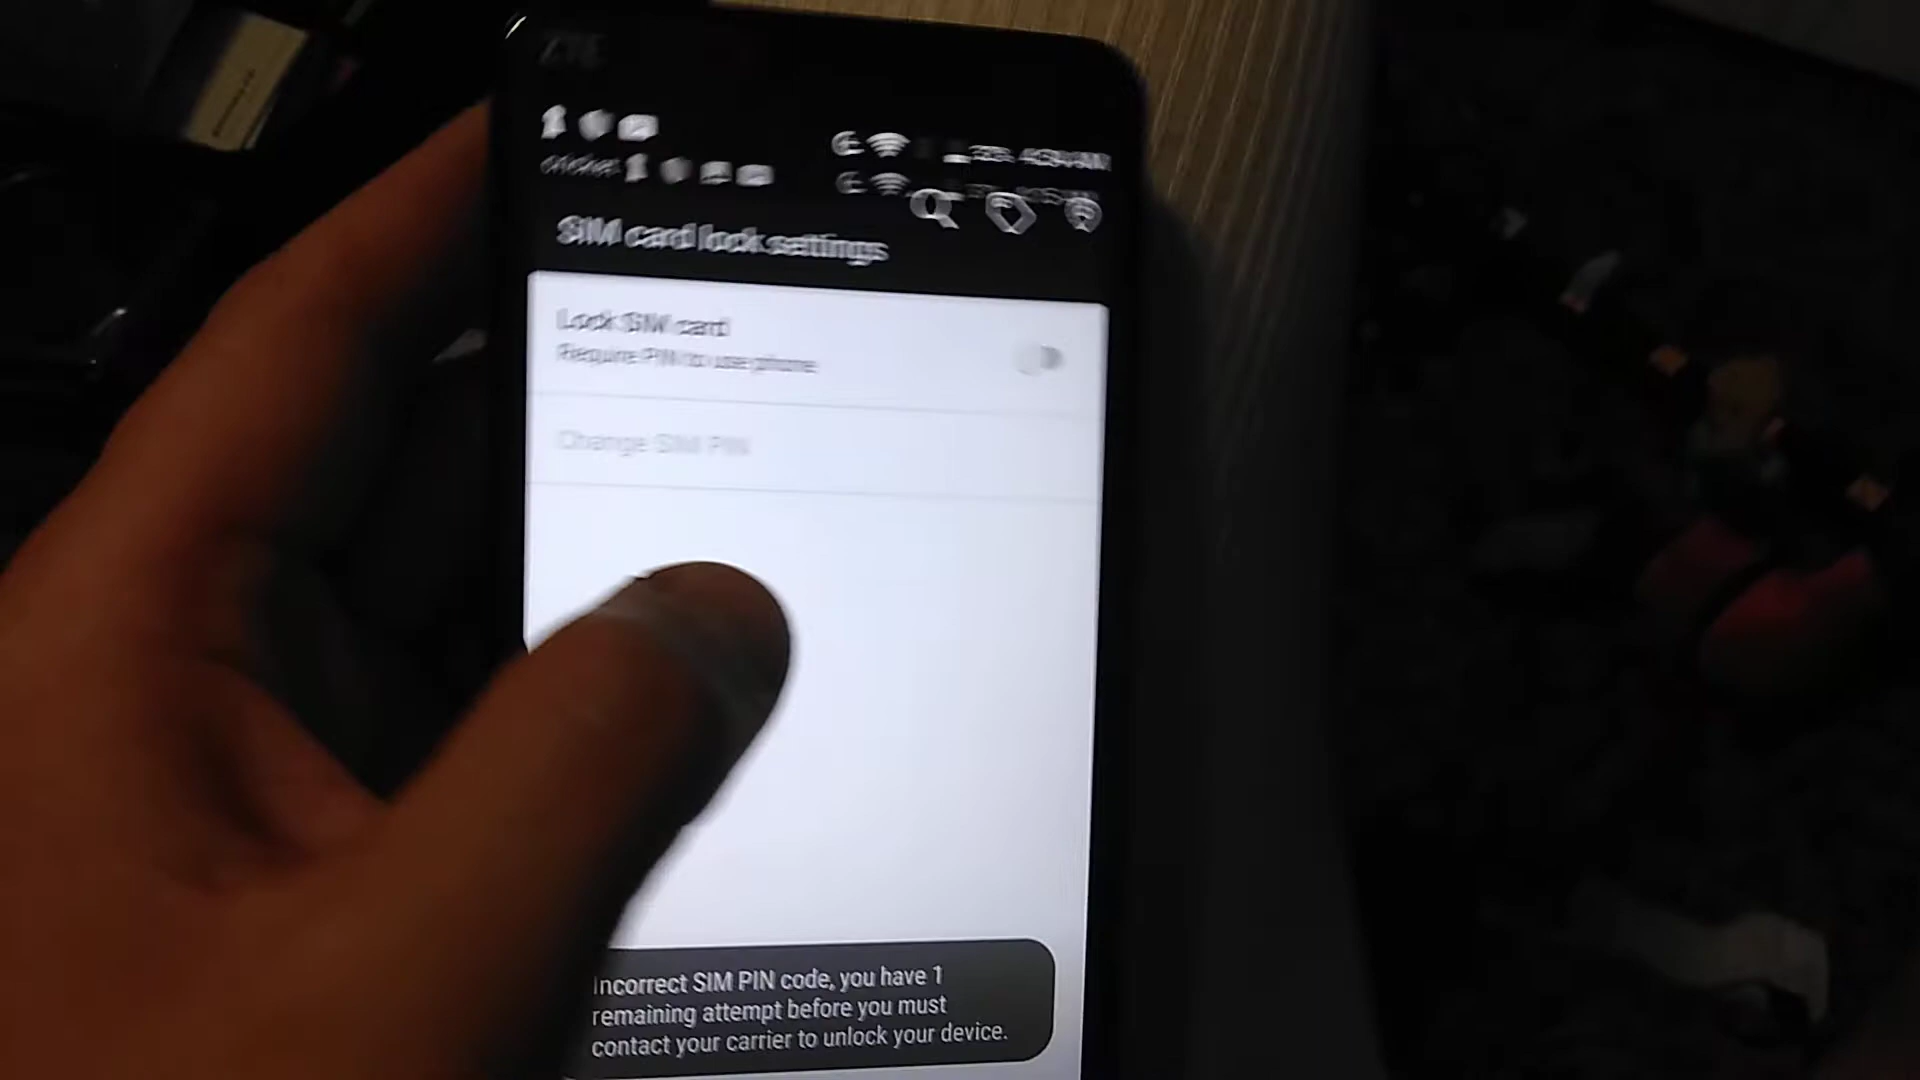 ZTE
cricket
SIM card lock settings
Lock SIM card
Require PIN to use phone
Change SIM PIN
Incorrect SIM PIN code, you have 1
remaining attempt before you must
contact your carrier to unlock your device.